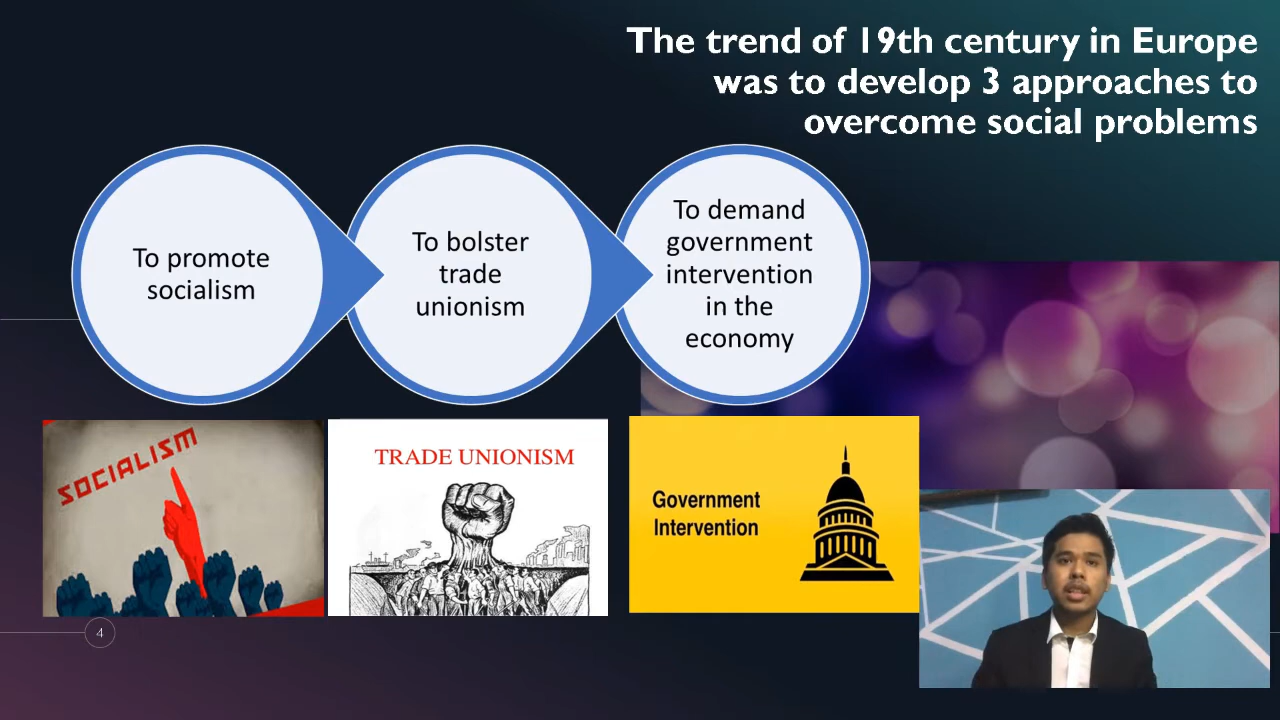 The trend of 19th century in Europe
was to develop 3 approaches to
overcome social problems
To promote
socialism
To bolster
trade
unionism
To demand
government
intervention
in the
economy
SOCIALISM
TRADE UNIONISM
Government
Intervention
4